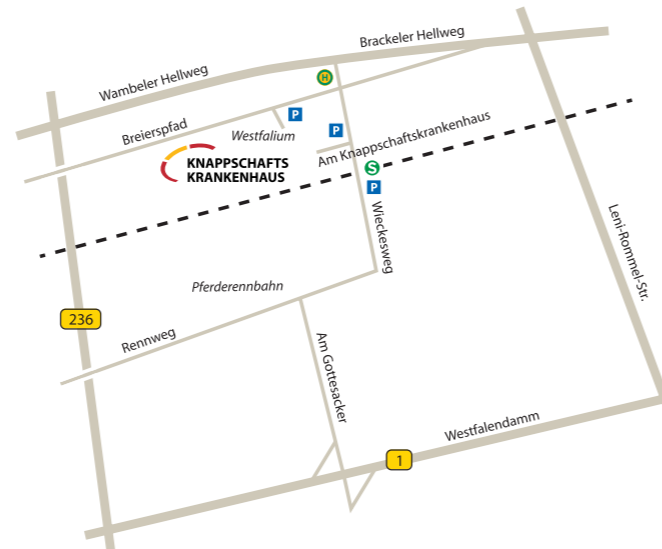 Brackeler Hellweg
Wambeler Hellweg
H
P
Breierspfad
Westfalium
P
Am Knappschaftskrankenhaus
KNAPPSCHAFTS
KRANKENHAUS
S
P
Wieckesweg
Leni-Rommel-Str.
Pferderennbahn
236
Rennweg
Am Gottesacker
Westfalendamm
1